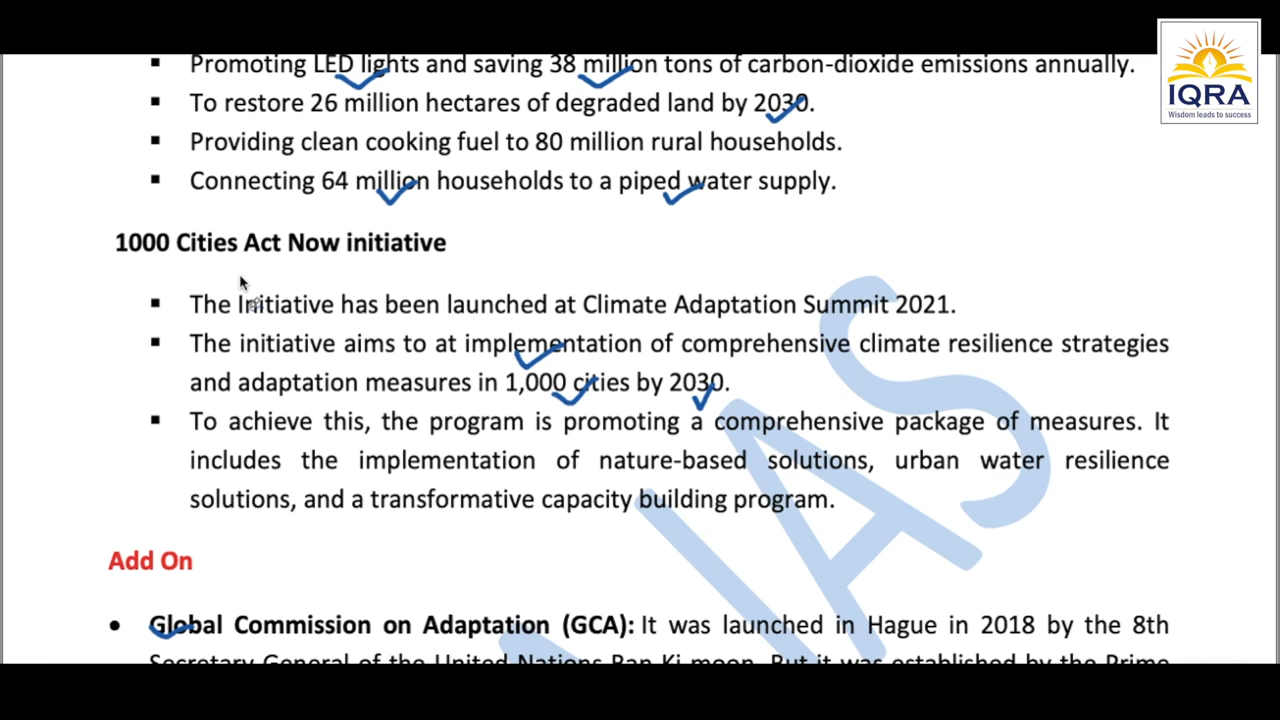 ▪ Promoting LED lights and saving 38 million tons of carbon-dioxide emissions annually.
▪ To restore 26 million hectares of degraded land by 2030.
▪ Providing clean cooking fuel to 80 million rural households.
▪ Connecting 64 million households to a piped water supply.
1000 Cities Act Now initiative
▪ The Initiative has been launched at Climate Adaptation Summit 2021.
▪ The initiative aims to at implementation of comprehensive climate resilience strategies
and adaptation measures in 1,000 cities by 2030.
▪ To achieve this, the program is promoting a comprehensive package of measures. It
includes the implementation of nature-based solutions, urban water resilience
solutions, and a transformative capacity building program.
Add On
• Global Commission on Adaptation (GCA): It was launched in Hague in 2018 by the 8th
Secretary General of the United Nations Ban Ki moon. But it was established by the Prime
IQRA
Wisdom leads to success
IAS